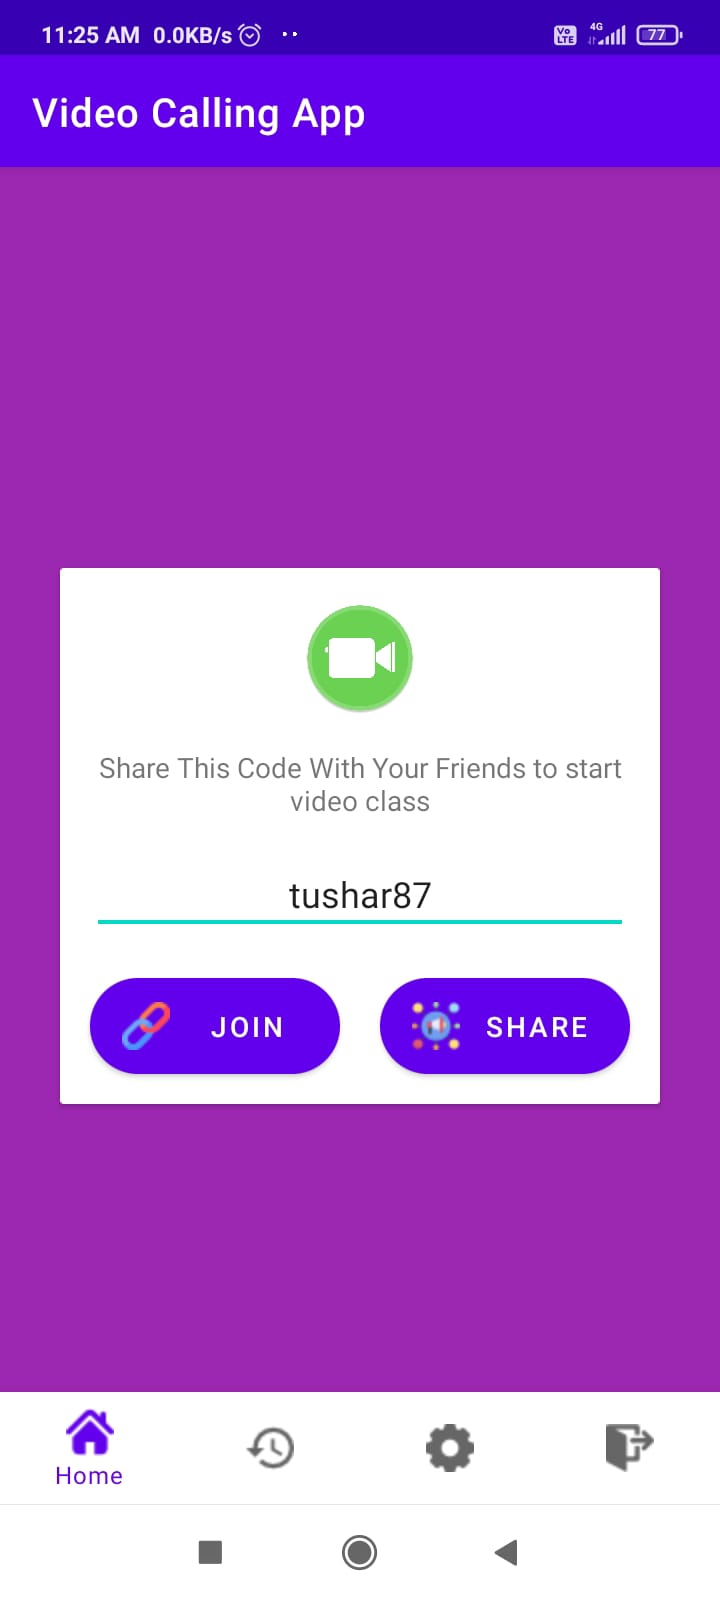 11:25 AM 0.0KB/s
Vo LTE 4G 77
Video Calling App
Share This Code With Your Friends to start
video class
tushar87
JOIN SHARE
Home